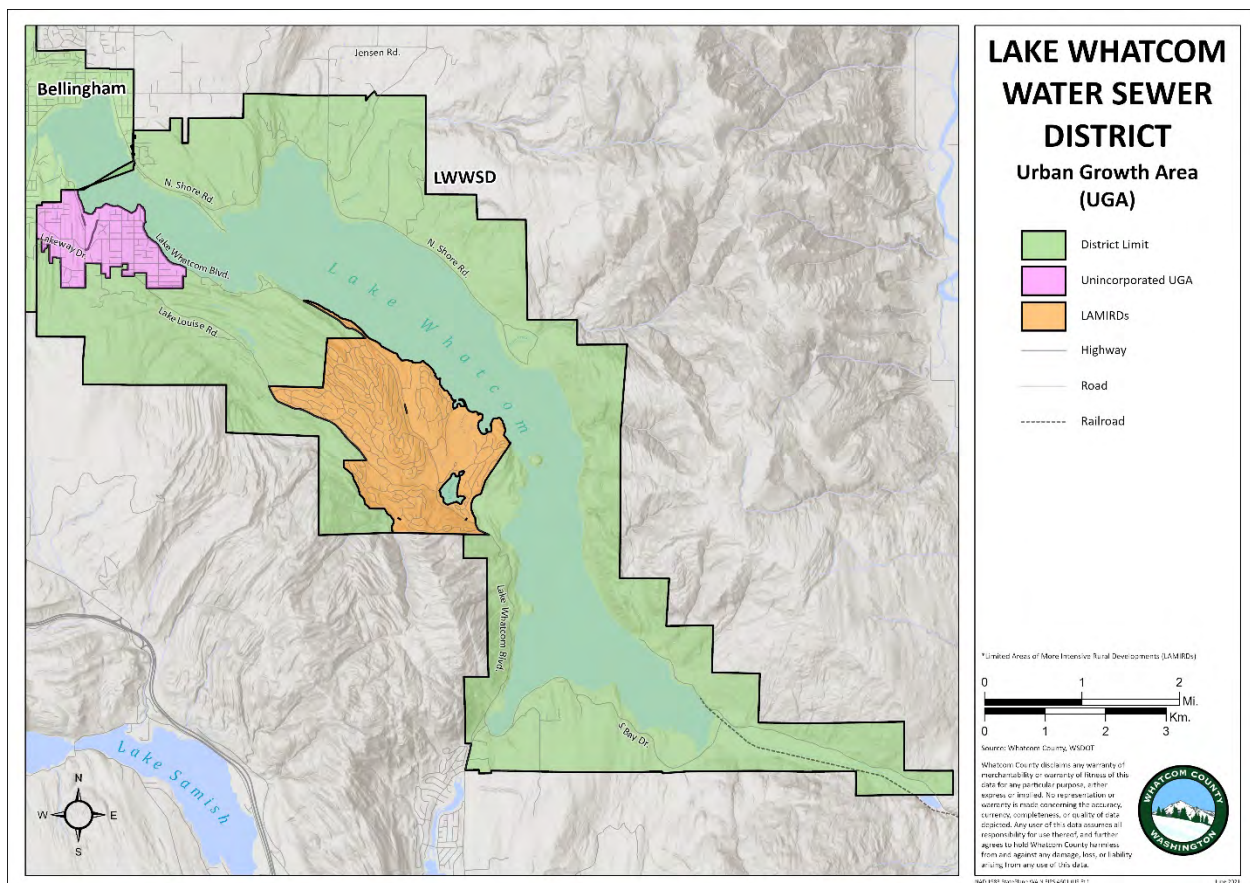 LAKE WHATCOM
WATER SEWER
DISTRICT
Urban Growth Area
(UGA)
District Limit
Unincorporated UGA
LAMIRDs
Highway
Road
Railroad
*Limited Areas of More Intensive Rural Developments (LAMIRDs)
0 1 2
Mi.
Km.
0 1 2 3
Source: Whatcom County, WSDOT
Whatcom County disclaims any warranty of
merchantability or warranty of fitness of this
data for any particular purpose, either
express or implied. No representation or
warranty is made concerning the accuracy,
currency, completeness, or quality of data
depicted. Any user of this data assumes all
responsibility for use thereof, and further
agrees to hold Whatcom County harmless
from and against any damage, loss, or liability
arising from any use of this data.
WHATCOM COUNTY
WASHINGTON
Jensen Rd.
Bellingham
LWWSD
N. Shore Rd.
N. Shore Rd.
Lakeway Dr.
Lake Whatcom Blvd.
Lake Louise Rd.
Lake Whatcom
Lake Whatcom Blvd.
S Bay Dr.
Lake Samish
N
W E
S